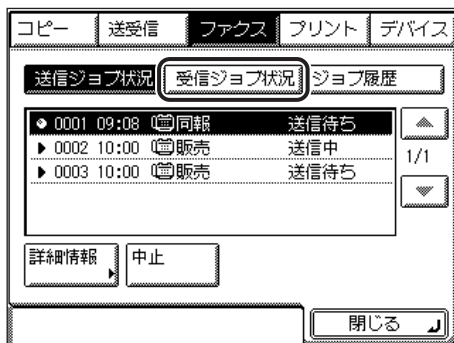 コピー 送受信 ファクス プリント デバイス
送信ジョブ状況 受信ジョブ状況 ジョブ履歴
0001 09:08 同報 送信待ち
0002 10:00 販売 送信中
0003 10:00 販売 送信待ち
1/1
詳細情報 中止
閉じる